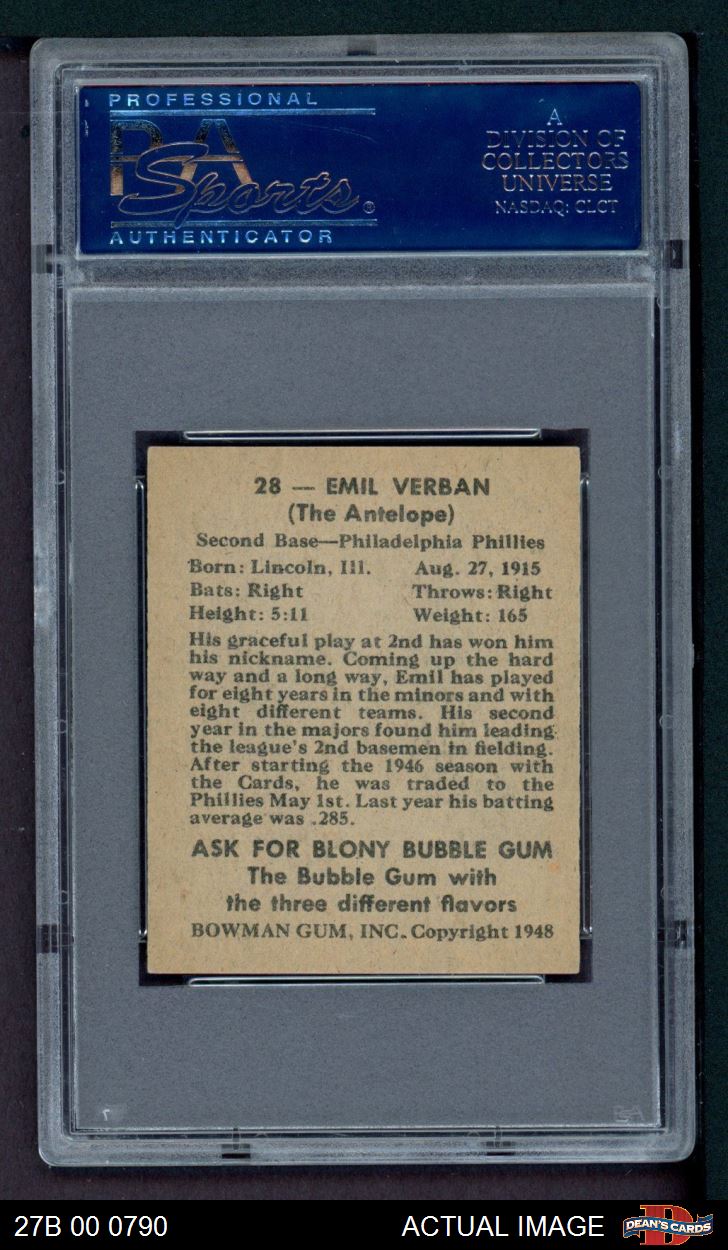 PROFESSIONAL
PSA
Sports®
AUTHENTICATOR
A
DIVISION OF
COLLECTORS
UNIVERSE
NASDAQ: CLCT
28 — EMIL VERBAN
(The Antelope)
Second Base—Philadelphia Phillies
Born: Lincoln, Ill. Aug. 27, 1915
Bats: Right Throws: Right
Height: 5:11 Weight: 165
His graceful play at 2nd has won him
his nickname. Coming up the hard
way and a long way, Emil has played
for eight years in the minors and with
eight different teams. His second
year in the majors found him leading
the league's 2nd basemen in fielding.
After starting the 1946 season with
the Cards, he was traded to the
Phillies May 1st. Last year his batting
average was .285.
ASK FOR BLONY BUBBLE GUM
The Bubble Gum with
the three different flavors
BOWMAN GUM, INC. Copyright 1948
PSA
27B 00 0790
ACTUAL IMAGE
DEAN'S CARDS